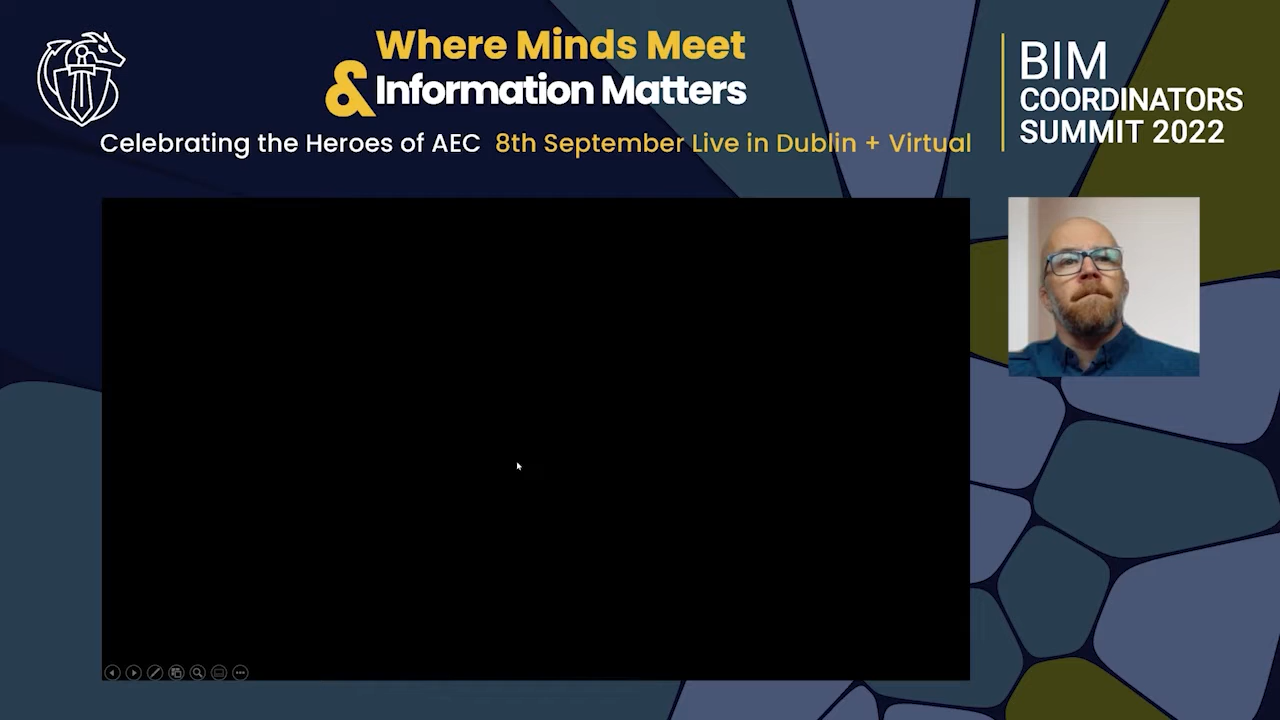 Where Minds Meet
& Information Matters
Celebrating the Heroes of AEC 8th September Live in Dublin + Virtual
BIM
COORDINATORS
SUMMIT 2022